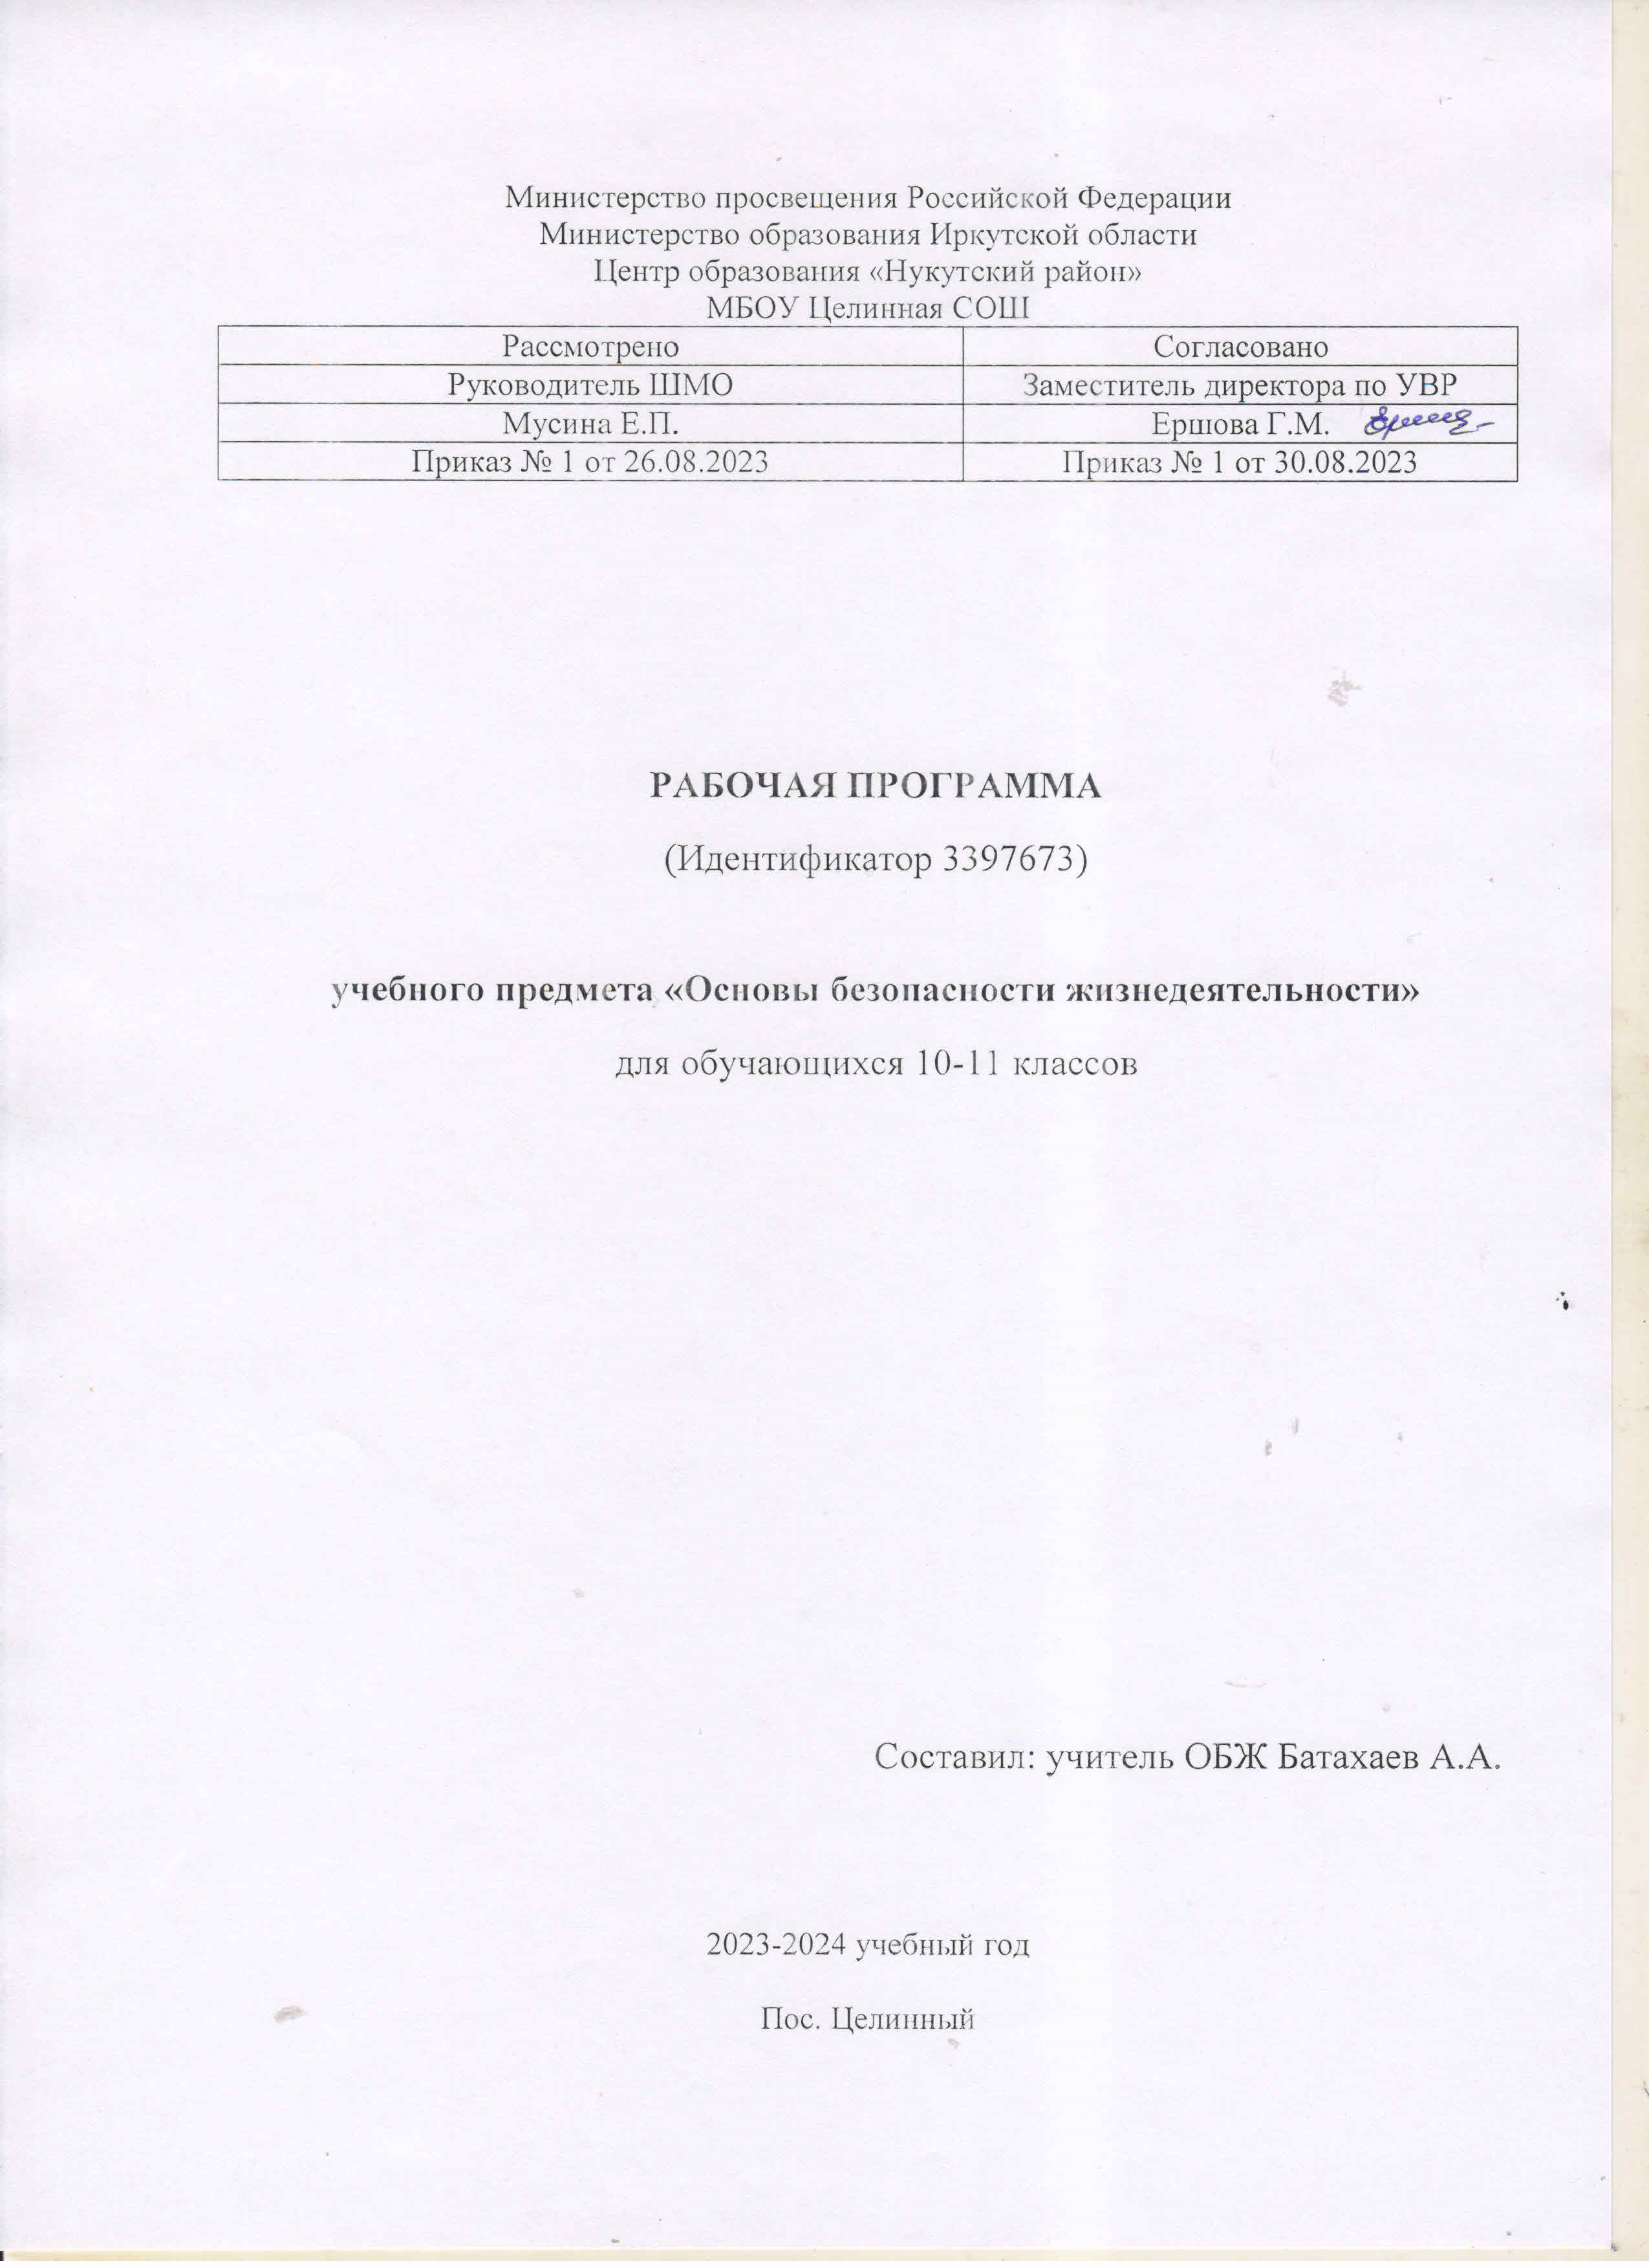 Министерство просвещения Российской Федерации
Министерство образования Иркутской области
Центр образования «Нукутский район»
МБОУ Целинная СОШ
Рассмотрено Согласовано
Руководитель ШМО Заместитель директора по УВР
Мусина Е.П. Ершова Г.М.
Приказ № 1 от 26.08.2023 Приказ № 1 от 30.08.2023
РАБОЧАЯ ПРОГРАММА
(Идентификатор 3397673)
учебного предмета «Основы безопасности жизнедеятельности»
для обучающихся 10-11 классов
Составил: учитель ОБЖ Батахаев А.А.
2023-2024 учебный год
Пос. Целинный